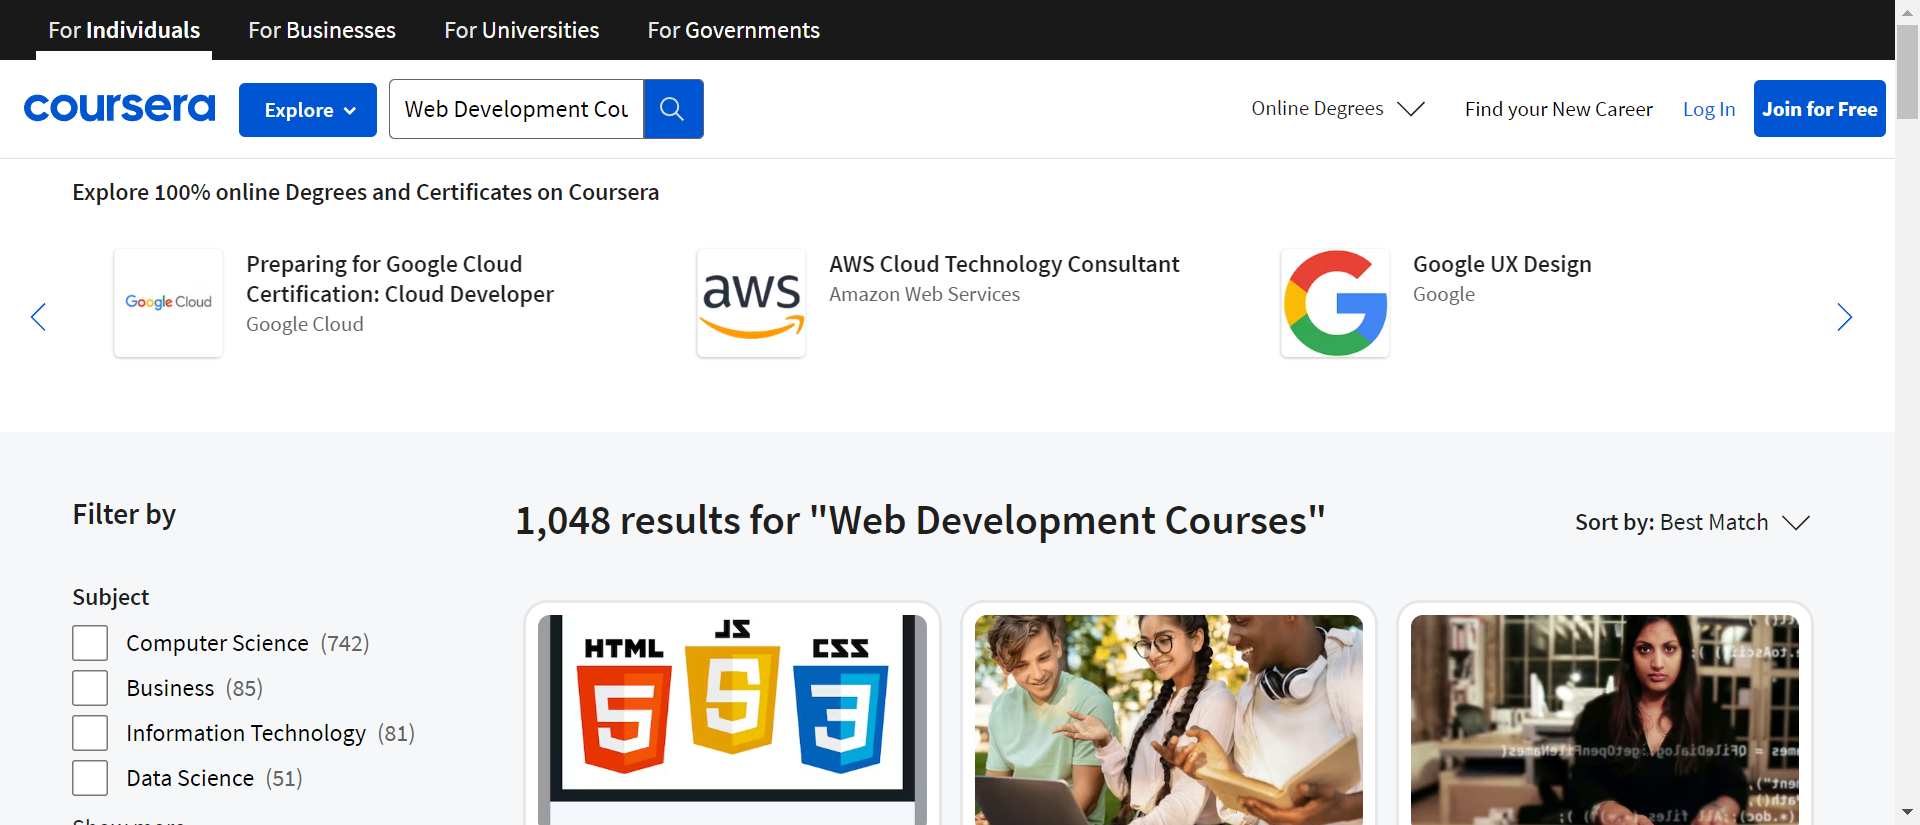 For Individuals
For Businesses
For Universities
For Governments
coursera
Explore
Web Development Cou
Online Degrees
Find your New Career
Log In
Join for Free
Explore 100% online Degrees and Certificates on Coursera
Google Cloud
Preparing for Google Cloud
Certification: Cloud Developer
Google Cloud
aws
AWS Cloud Technology Consultant
Amazon Web Services
Google UX Design
Google
Filter by
1,048 results for "Web Development Courses"
Sort by: Best Match
Subject
Computer Science (742)
Business (85)
Information Technology (81)
Data Science (51)
Show more
HTML
JS
CSS
5
5
3